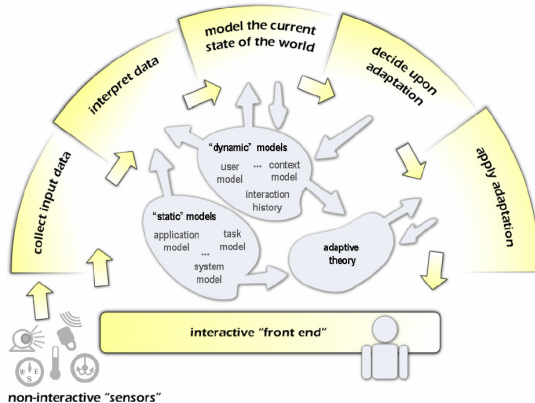 model the current
state of the world
interpret data
decide upon
adaptation
collect input data
apply adaptation
"dynamic" models
user ... context
model model
interaction
history
"static" models
application task
model model
...
system
model
adaptive
theory
interactive "front end"
W E
S
non-interactive "sensors"